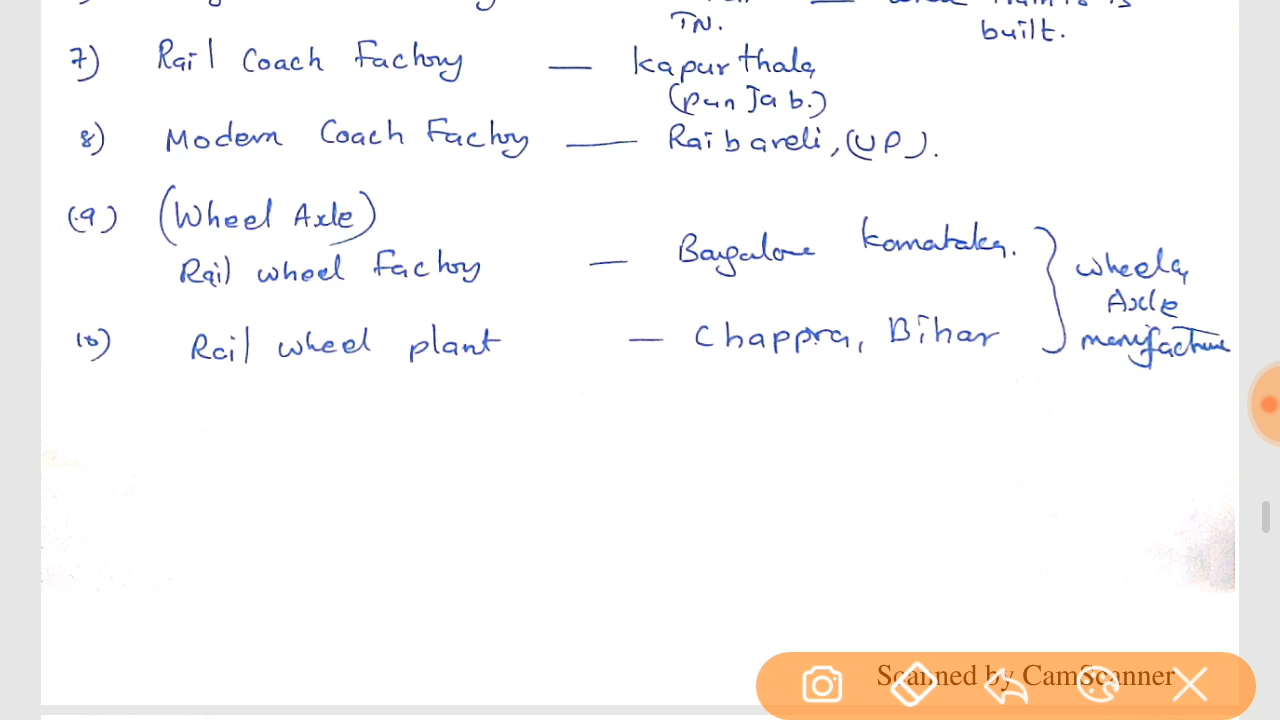 TN.
built.
7) Rail Coach Factory — Kapurthala
(Punjab.)
8) Modern Coach Factory — Raibareli, (UP).
(9) (Wheel Axle)
Rail wheel Factory — Bangalore Karnataka.
wheel &
Axle
manufacture
10) Rail wheel plant — Chappra, Bihar
Scanned by CamScanner